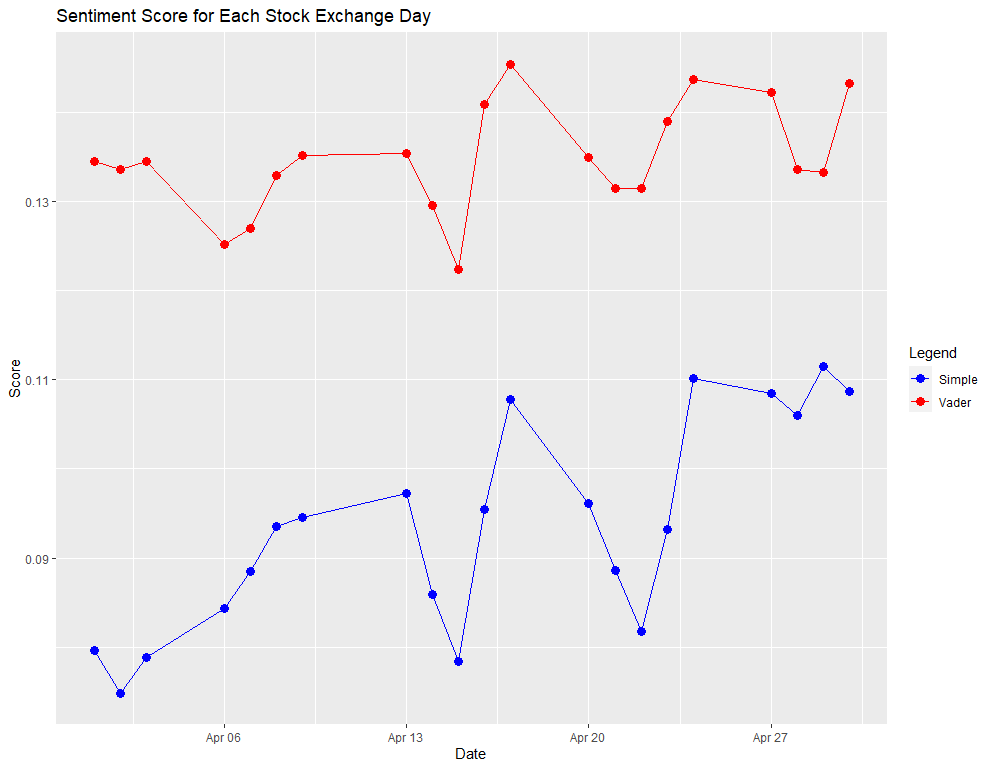 Sentiment Score for Each Stock Exchange Day
Score
0.13
0.11
0.09
Apr 06
Apr 13
Apr 20
Apr 27
Date
Legend
Simple
Vader